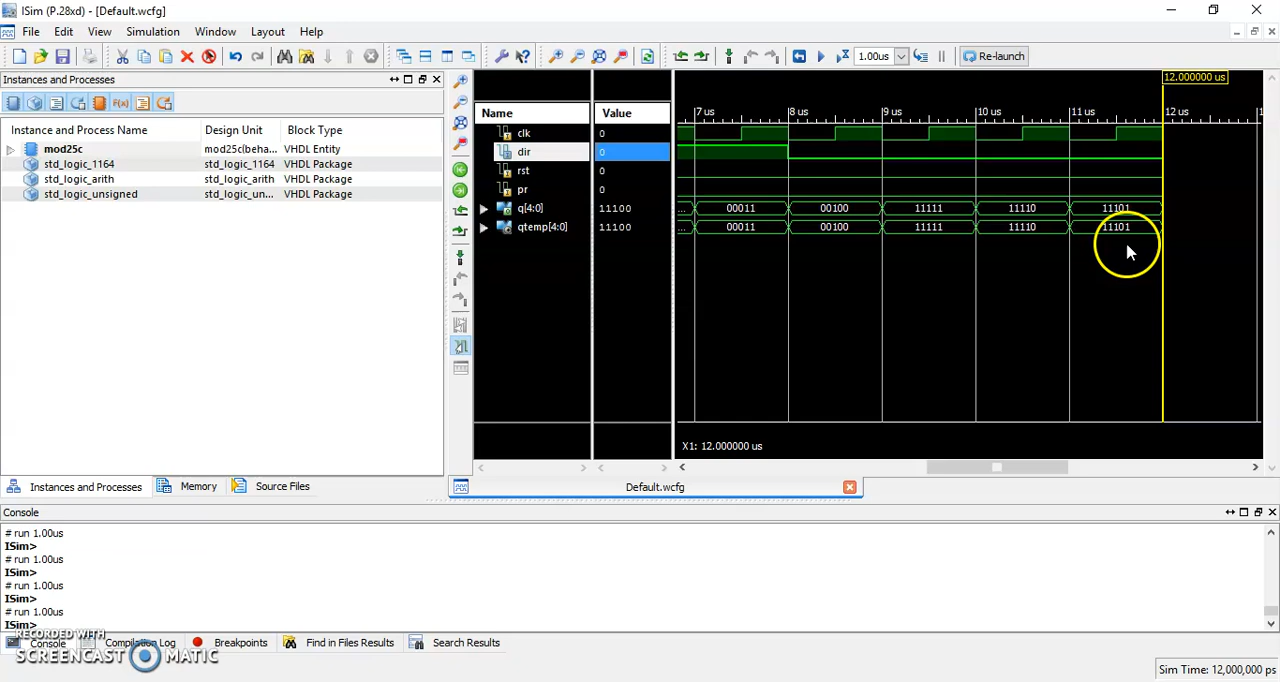 ISim (P.28xd) - [Default.wcfg]
File Edit View Simulation Window Layout Help
1.00us Re-launch
Instances and Processes
F(x)
Instance and Process Name Design Unit Block Type
mod25c mod25c(beha... VHDL Entity
std_logic_1164 std_logic_1164 VHDL Package
std_logic_arith std_logic_arith VHDL Package
std_logic_unsigned std_logic_un... VHDL Package
Instances and Processes Memory Source Files
Name Value
clk 0
dir 0
rst 0
pr 0
q[4:0] 11100
qtemp[4:0] 11100
12.000000 us
7 us 8 us 9 us 10 us 11 us 12 us
... 00011 00100 11111 11110 11101
... 00011 00100 11111 11110 11101
X1: 12.000000 us
Default.wcfg
Console
# run 1.00us
ISim>
# run 1.00us
ISim>
# run 1.00us
ISim>
# run 1.00us
ISim>
Console Compilation Log Breakpoints Find in Files Results Search Results
RECORDED WITH
SCREENCAST MATIC
Sim Time: 12,000,000 ps